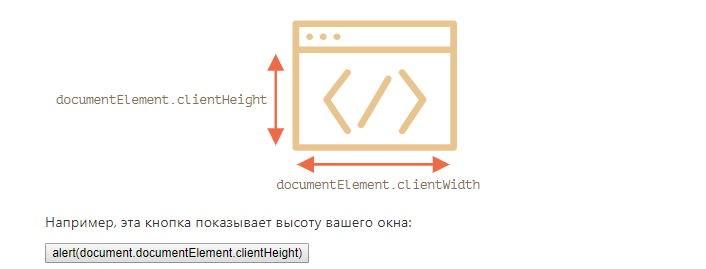 </>
documentElement.clientHeight
documentElement.clientWidth
Например, эта кнопка показывает высоту вашего окна:
alert(document.documentElement.clientHeight)